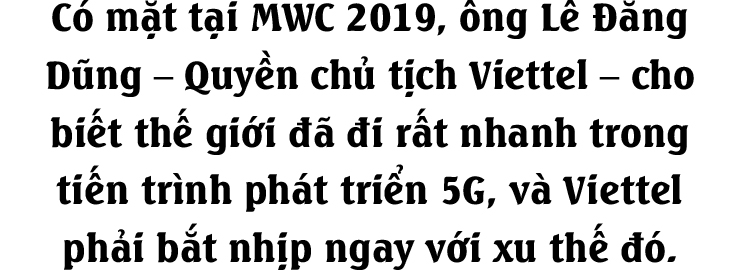 Có mặt tại MWC 2019, ông Lê Đăng
Dũng – Quyền chủ tịch Viettel – cho
biết thế giới đã đi rất nhanh trong
tiến trình phát triển 5G, và Viettel
phải bắt nhịp ngay với xu thế đó.